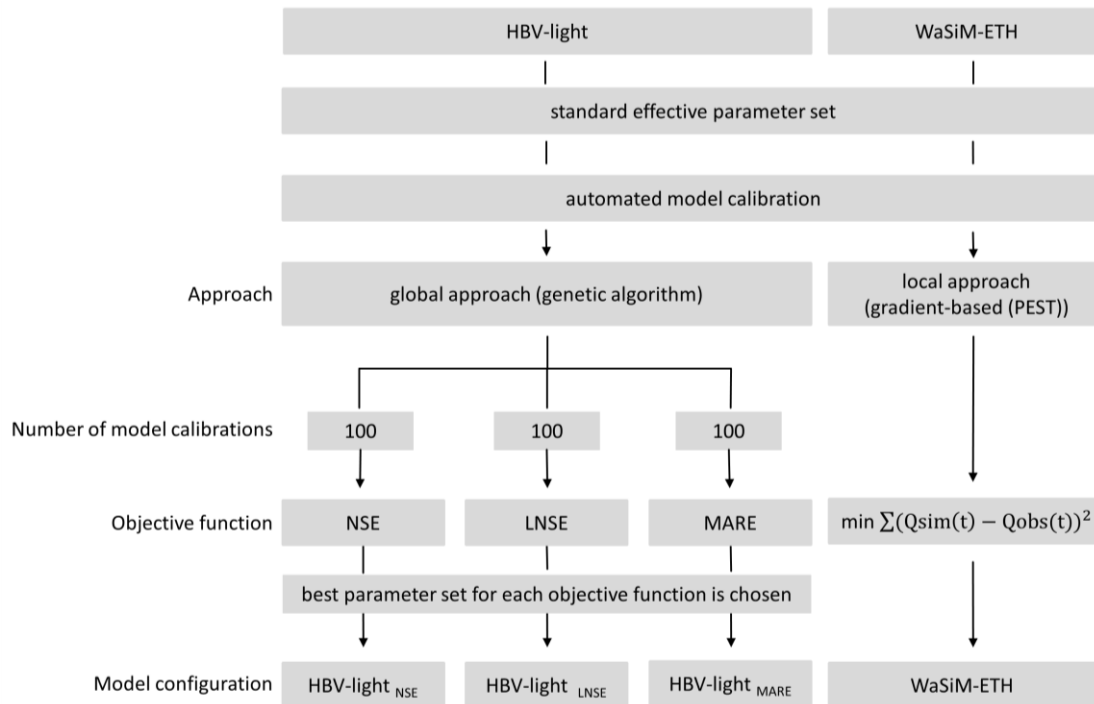 HBV-light
WaSiM-ETH
standard effective parameter set
automated model calibration
Approach
global approach (genetic algorithm)
local approach
(gradient-based (PEST))
Number of model calibrations
100
100
100
Objective function
NSE
LNSE
MARE
min ∑(Qsim(t) − Qobs(t))²
best parameter set for each objective function is chosen
Model configuration
HBV-light NSE
HBV-light LNSE
HBV-light MARE
WaSiM-ETH